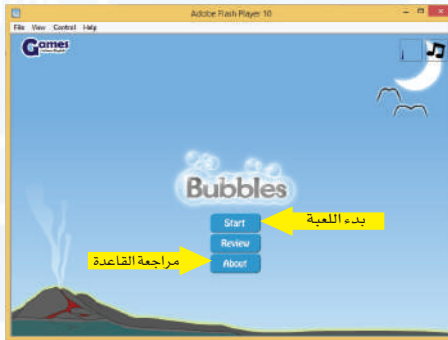 Adobe Flash Player 10
File View Control Help
Games
Bubbles
Start
بدء اللعبة
Review
About
مراجعة القاعدة